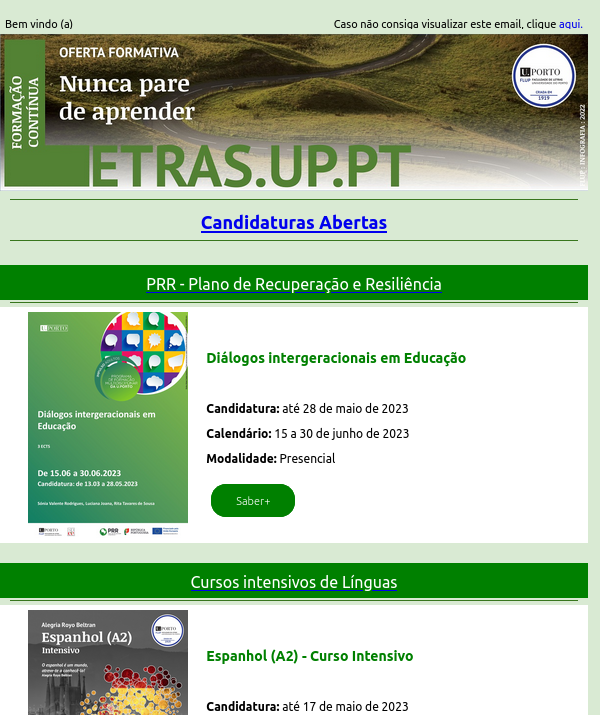 Bem vindo (a)
Caso não consiga visualizar este email, clique aqui.
FORMAÇÃO
CONTÍNUA
OFERTA FORMATIVA
Nunca pare
de aprender
LETRAS.UP.PT
U.PORTO
FLUP FACULDADE DE LETRAS
UNIVERSIDADE DO PORTO
CRIADA EM
1919
FLUP : INFOGRAFIA : 2022
Candidaturas Abertas
PRR - Plano de Recuperação e Resiliência
U.PORTO
Diálogos intergeracionais em
Educação
De 15.06 a 30.06.2023
Candidatura: de 13.03 a 28.05.2023
Sónia Valente Rodrigues, Luciana Joana, Rita Tavares de Sousa
U.PORTO
PRR
Diálogos intergeracionais em Educação
Candidatura: até 28 de maio de 2023
Calendário: 15 a 30 de junho de 2023
Modalidade: Presencial
Saber+
Cursos intensivos de Línguas
Alegria Royo Beltran
Espanhol (A2)
Intensivo
O espanhol é um mundo,
Alegria Royo Beltran
U.PORTO
Espanhol (A2) - Curso Intensivo
Candidatura: até 17 de maio de 2023